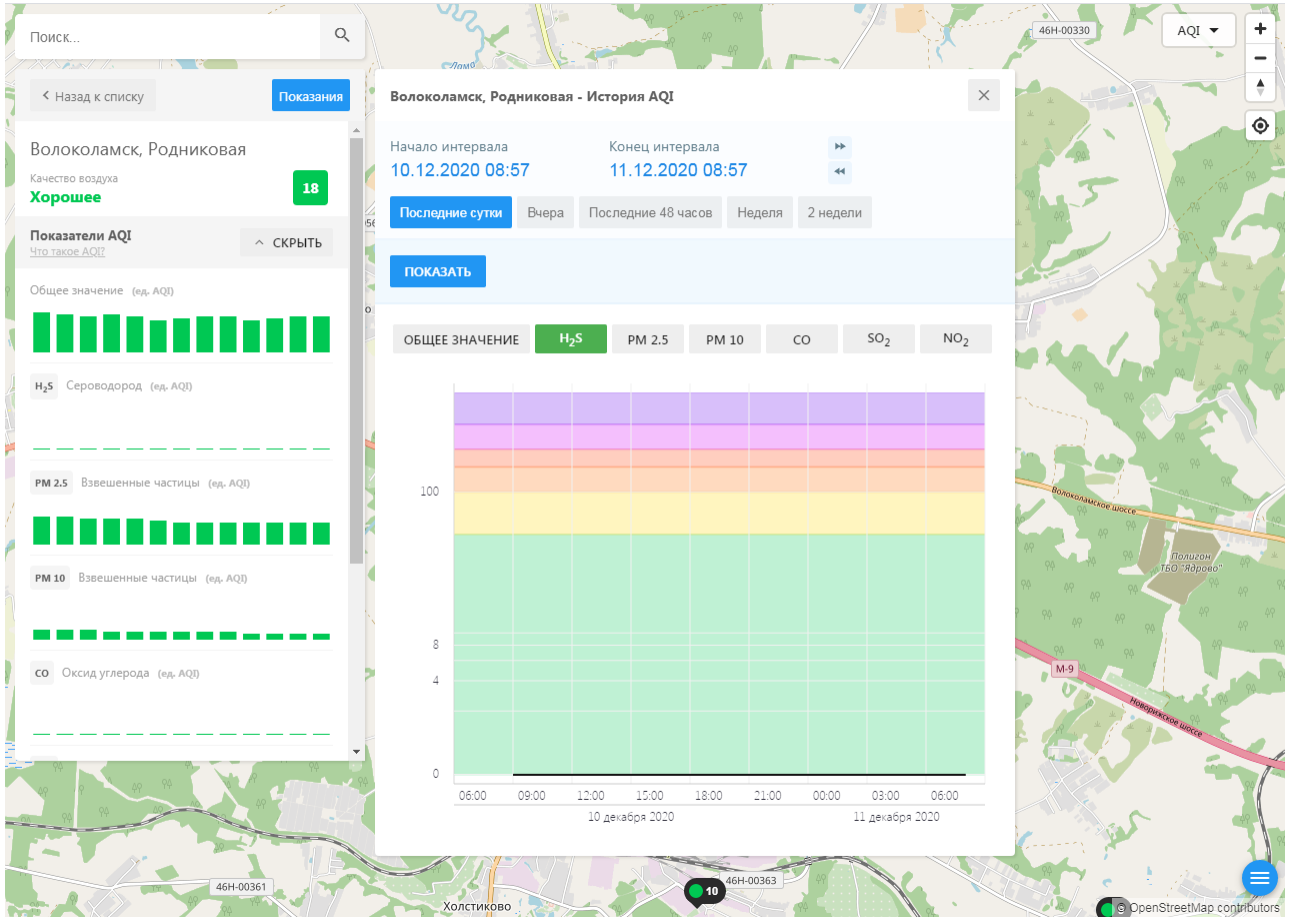 Поиск...
46Н-00330
AQI
Лама
Назад к списку
Показания
Волоколамск, Родниковая
Качество воздуха
Хорошее
18
Показатели AQI
Что такое AQI?
СКРЫТЬ
Общее значение (ед. AQI)
H2S Сероводород (ед. AQI)
PM 2.5 Взвешенные частицы (ед. AQI)
PM 10 Взвешенные частицы (ед. AQI)
CO Оксид углерода (ед. AQI)
Волоколамск, Родниковая - История AQI
Начало интервала
Конец интервала
10.12.2020 08:57
11.12.2020 08:57
Последние сутки
Вчера
Последние 48 часов
Неделя
2 недели
ПОКАЗАТЬ
ОБЩЕЕ ЗНАЧЕНИЕ
H2S
PM 2.5
PM 10
CO
SO2
NO2
100
8
4
0
06:00 09:00 12:00 15:00 18:00 21:00 00:00 03:00 06:00
10 декабря 2020
11 декабря 2020
Волоколамское шоссе
Полигон
ТБО "Ядрово"
М-9
Новорижское шоссе
46Н-00361
46Н-00363
10
Холстиково
© OpenStreetMap contributors